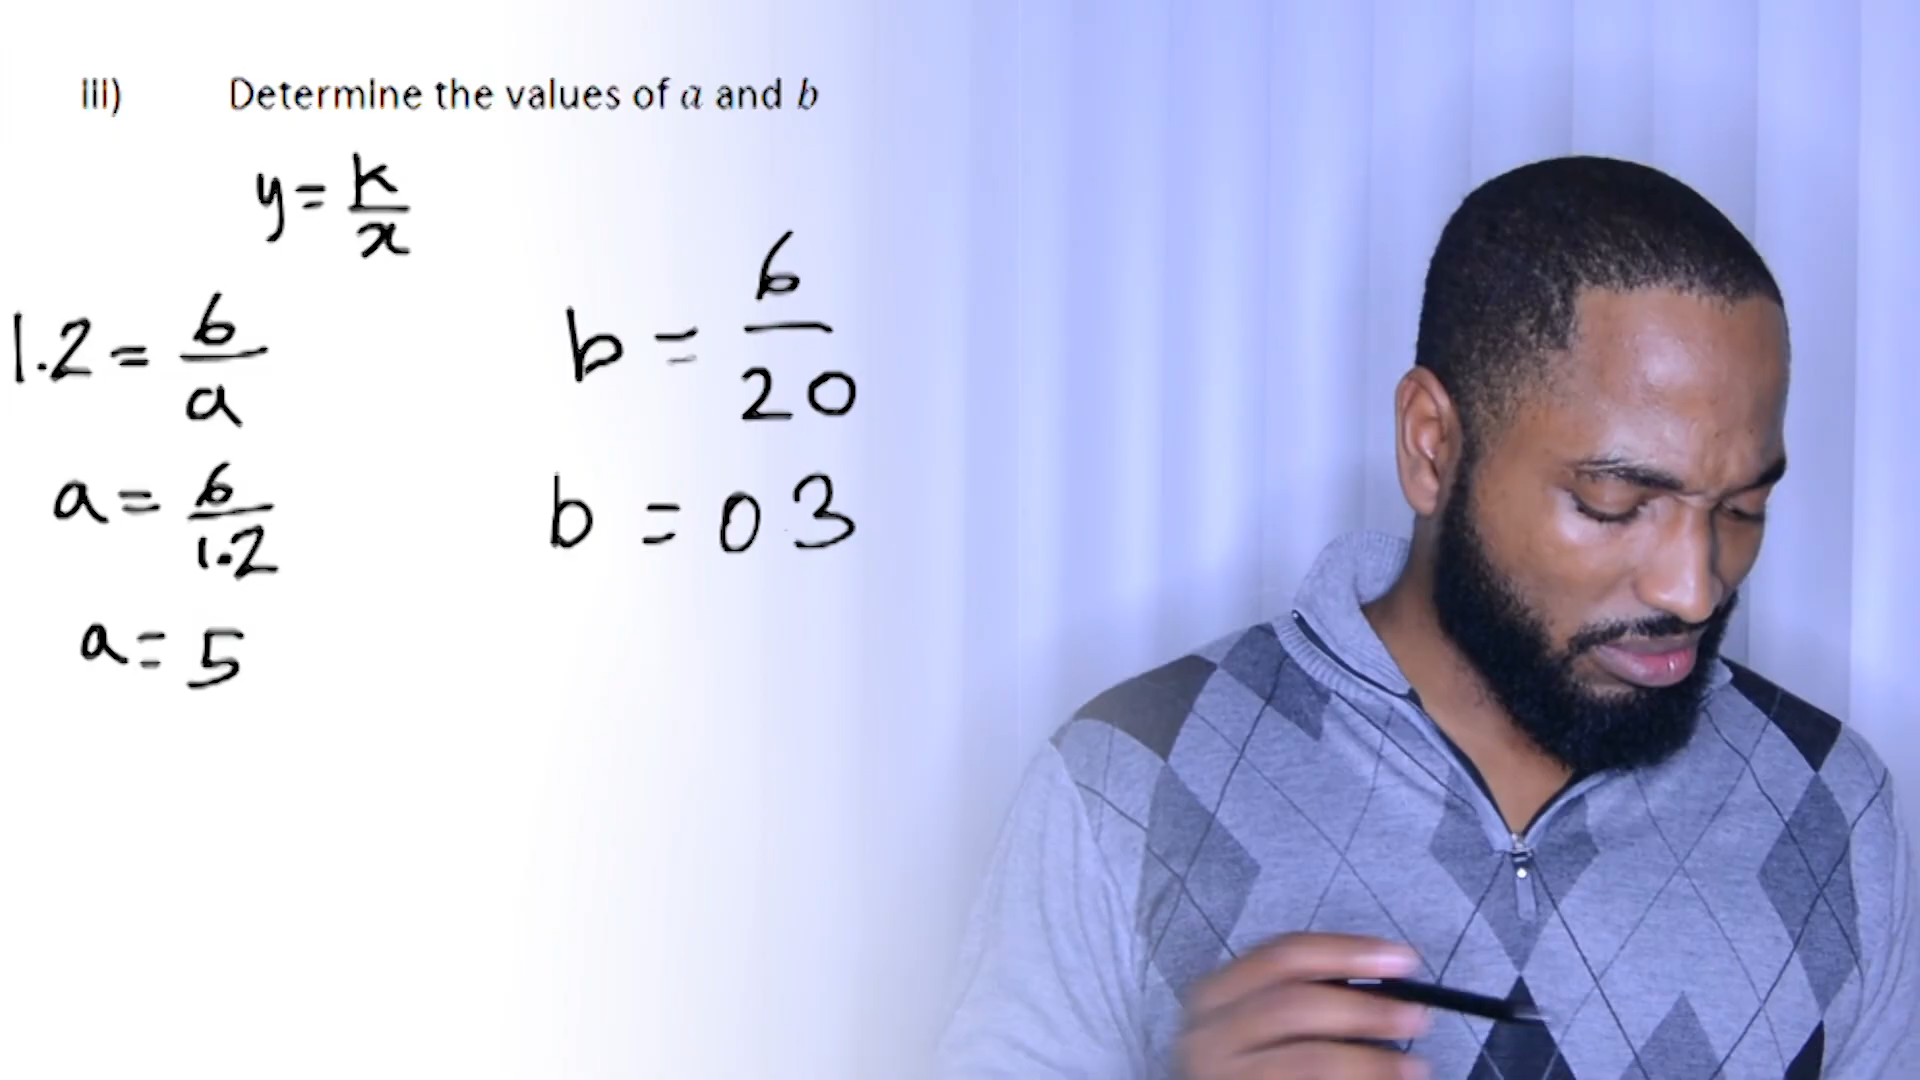 iii) Determine the values of a and b
y = k/x
1.2 = 6/a
a = 6/1.2
a = 5
b = 6/20
b = 0 3